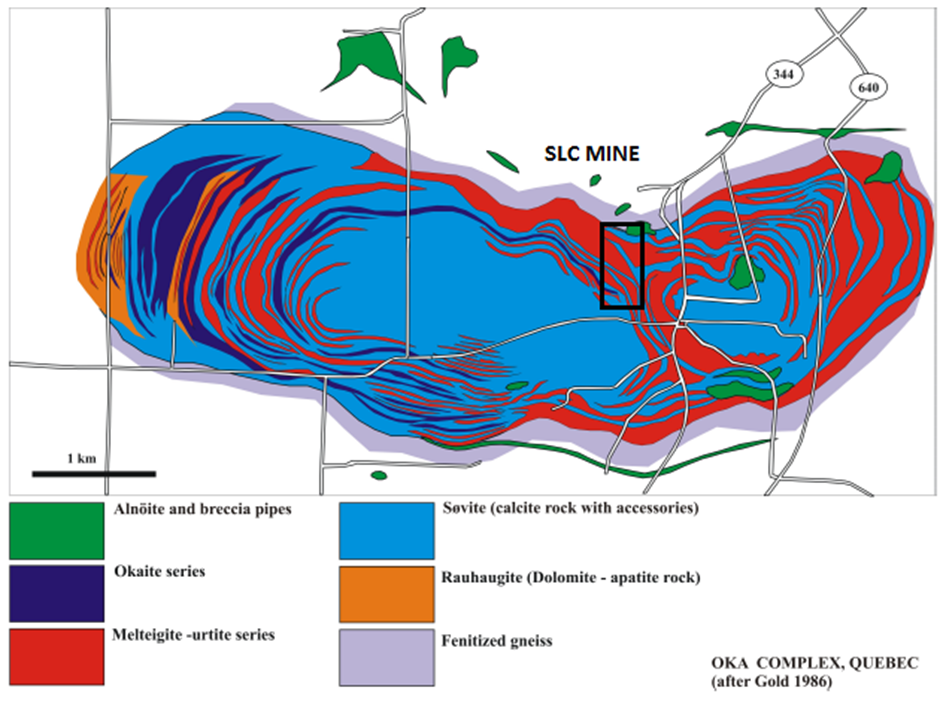 344
640
SLC MINE
1 km
Alnöite and breccia pipes
Søvite (calcite rock with accessories)
Okaite series
Rauhaugite (Dolomite - apatite rock)
Melteigite -urtite series
Fenitized gneiss
OKA COMPLEX, QUEBEC
(after Gold 1986)